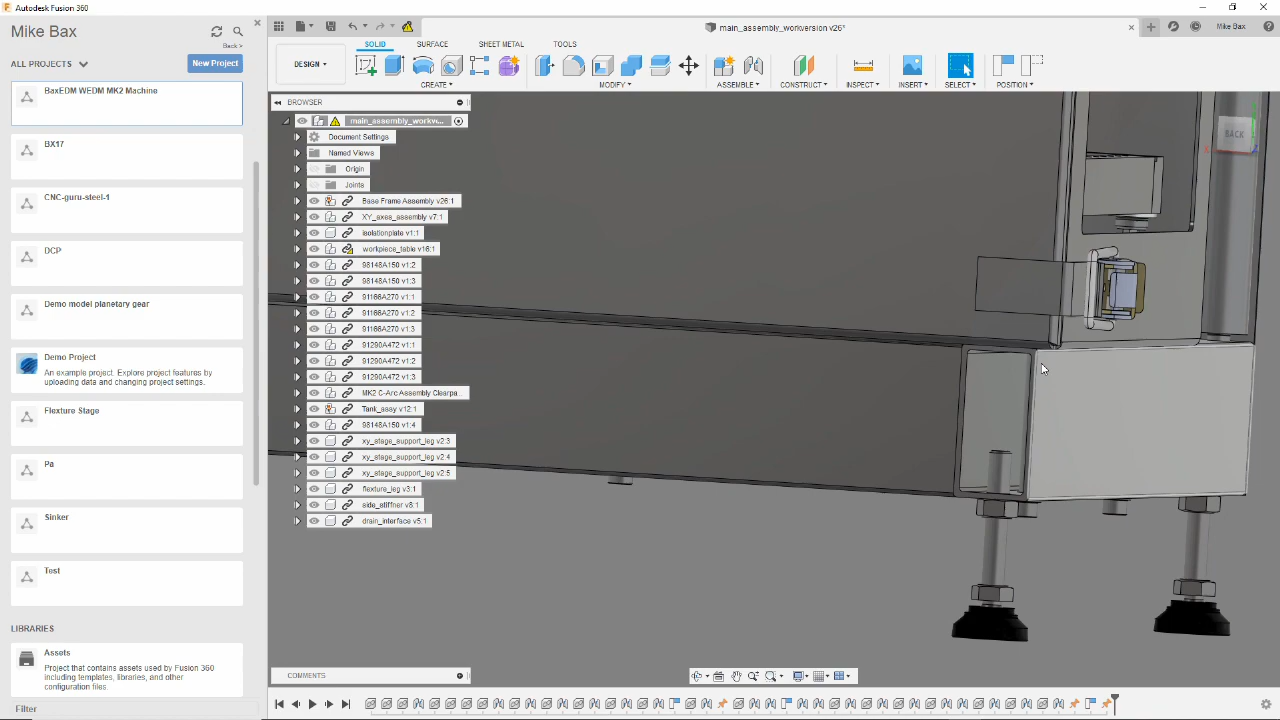 Autodesk Fusion 360
Mike Bax
Back >
ALL PROJECTS
New Project
BaxEDM WEDM MK2 Machine
BX17
CNC-guru-steel-1
DCP
Demo model planetary gear
Demo Project
An example project. Explore project features by
uploading data and changing project settings.
Flexture Stage
Pa
Sinker
Test
LIBRARIES
Assets
Project that contains assets used by Fusion 360
including templates, libraries, and other
configuration files.
Filter
main_assembly_workversion v26*
Mike Bax
SOLID
SURFACE
SHEET METAL
TOOLS
DESIGN
CREATE
MODIFY
ASSEMBLE
CONSTRUCT
INSPECT
INSERT
SELECT
POSITION
BROWSER
main_assembly_workv...
Document Settings
Named Views
Origin
Joints
Base Frame Assembly v26:1
XY_axes_assembly v7:1
isolationplate v1:1
workpiece_table v16:1
98148A150 v1:2
98148A150 v1:3
91166A270 v1:1
91166A270 v1:2
91166A270 v1:3
91290A472 v1:1
91290A472 v1:2
91290A472 v1:3
MK2 C-Arc Assembly Clearpa...
Tank_assy v12:1
98148A150 v1:4
xy_stage_support_leg v2:3
xy_stage_support_leg v2:4
xy_stage_support_leg v2:5
flexture_leg v3:1
side_stiffner v8:1
drain_interface v5:1
BACK
COMMENTS